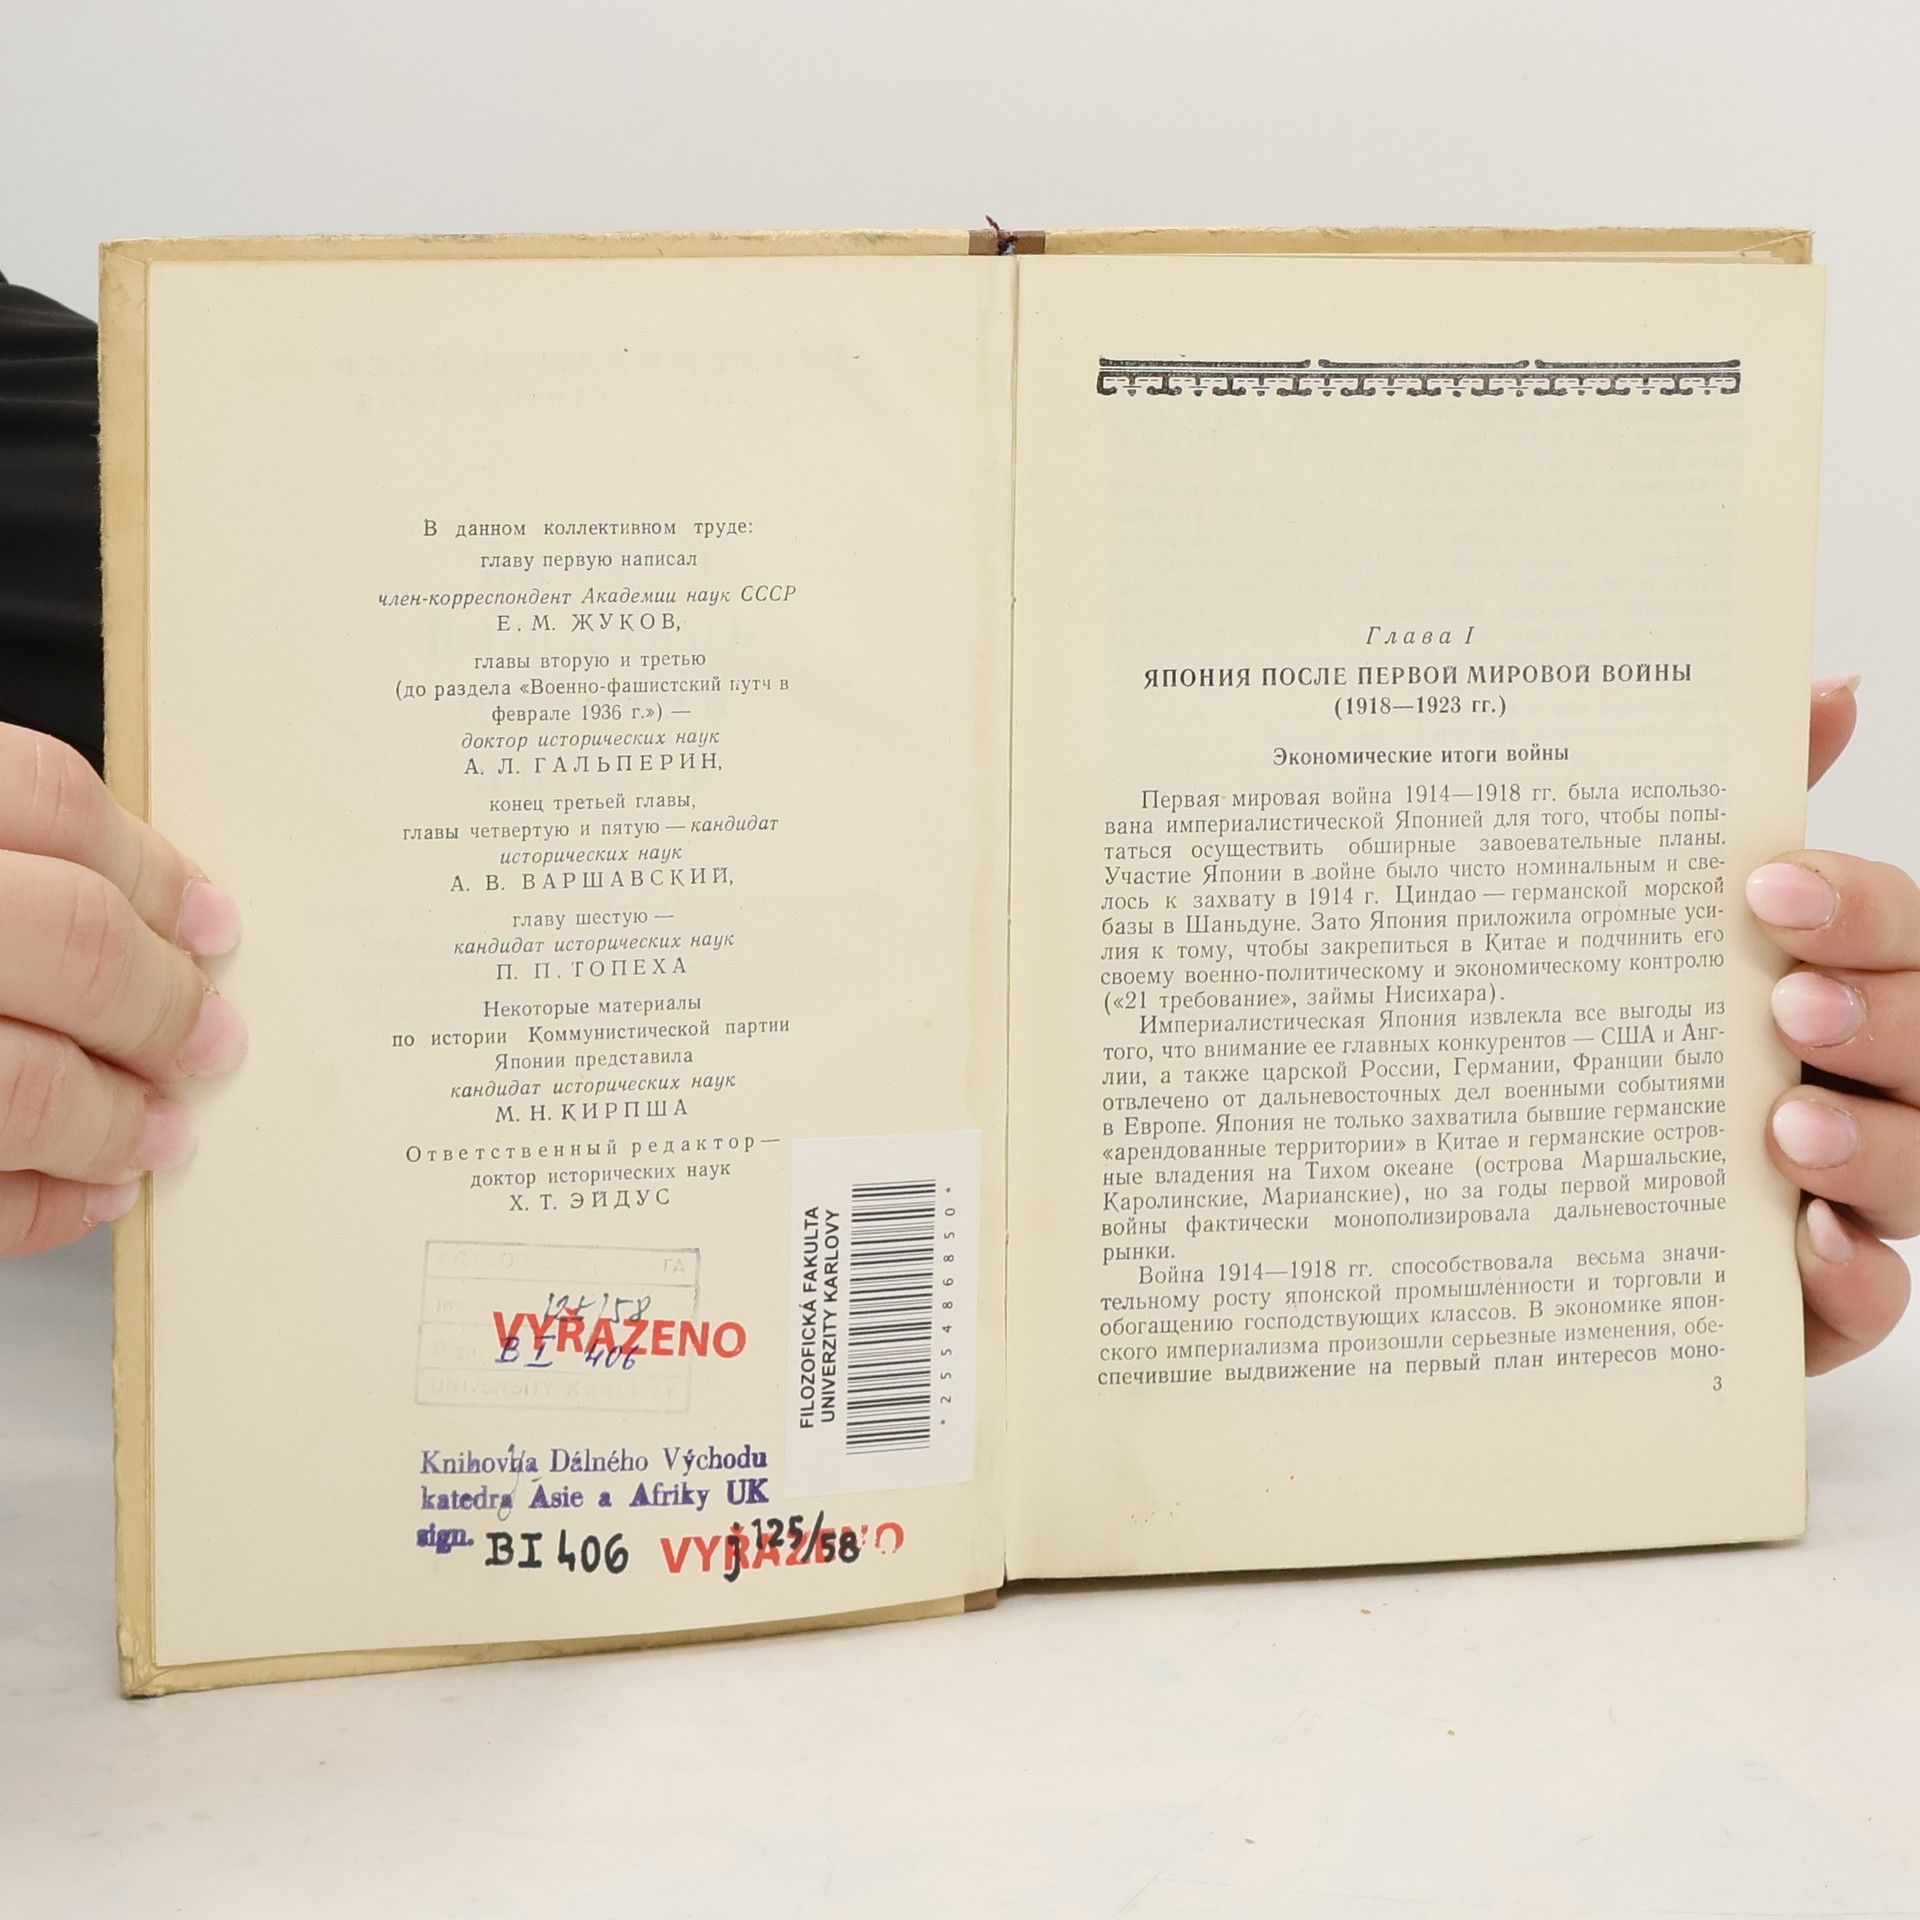 В данном коллективном труде:
главу первую написал
член-корреспондент Академии наук СССР
Е. М. ЖУКОВ,
главы вторую и третью
(до раздела «Военно-фашистский путч в
феврале 1936 г.») —
доктор исторических наук
А. Л. ГАЛЬПЕРИН,
конец третьей главы,
главы четвертую и пятую — кандидат
исторических наук
А. В. ВАРШАВСКИЙ,
главу шестую —
кандидат исторических наук
П. П. ТОПЕХА
Некоторые материалы
по истории Коммунистической партии
Японии представила
кандидат исторических наук
М. Н. КИРПША
Ответственный редактор —
доктор исторических наук
Х. Т. ЭЙДУС
125/58
VYŘAZENO
B I 406
UNIVERSITY KARLOVY
FILOZOFICKÁ FAKULTA
UNIVERZITY KARLOVY
*255486850*
Knihovna Dálného Východu
katedra Asie a Afriky UK
sign. BI 406
VYŘAZENO
j 125/58
Глава I
ЯПОНИЯ ПОСЛЕ ПЕРВОЙ МИРОВОЙ ВОЙНЫ
(1918—1923 гг.)
Экономические итоги войны
Первая мировая война 1914—1918 гг. была использо-
вана империалистической Японией для того, чтобы попы-
таться осуществить обширные завоевательные планы.
Участие Японии в войне было чисто номинальным и све-
лось к захвату в 1914 г. Циндао — германской морской
базы в Шаньдуне. Зато Япония приложила огромные уси-
лия к тому, чтобы закрепиться в Китае и подчинить его
своему военно-политическому и экономическому контролю
(«21 требование», займы Нисихара).
Империалистическая Япония извлекла все выгоды из
того, что внимание ее главных конкурентов — США и Анг-
лии, а также царской России, Германии, Франции было
отвлечено от дальневосточных дел военными событиями
в Европе. Япония не только захватила бывшие германские
«арендованные территории» в Китае и германские остров-
ные владения на Тихом океане (острова Маршальские,
Каролинские, Марианские), но за годы первой мировой
войны фактически монополизировала дальневосточные
рынки.
Война 1914—1918 гг. способствовала весьма значи-
тельному росту японской промышленности и торговли и
обогащению господствующих классов. В экономике япон-
ского империализма произошли серьезные изменения, обе-
спечившие выдвижение на первый план интересов моно-
3